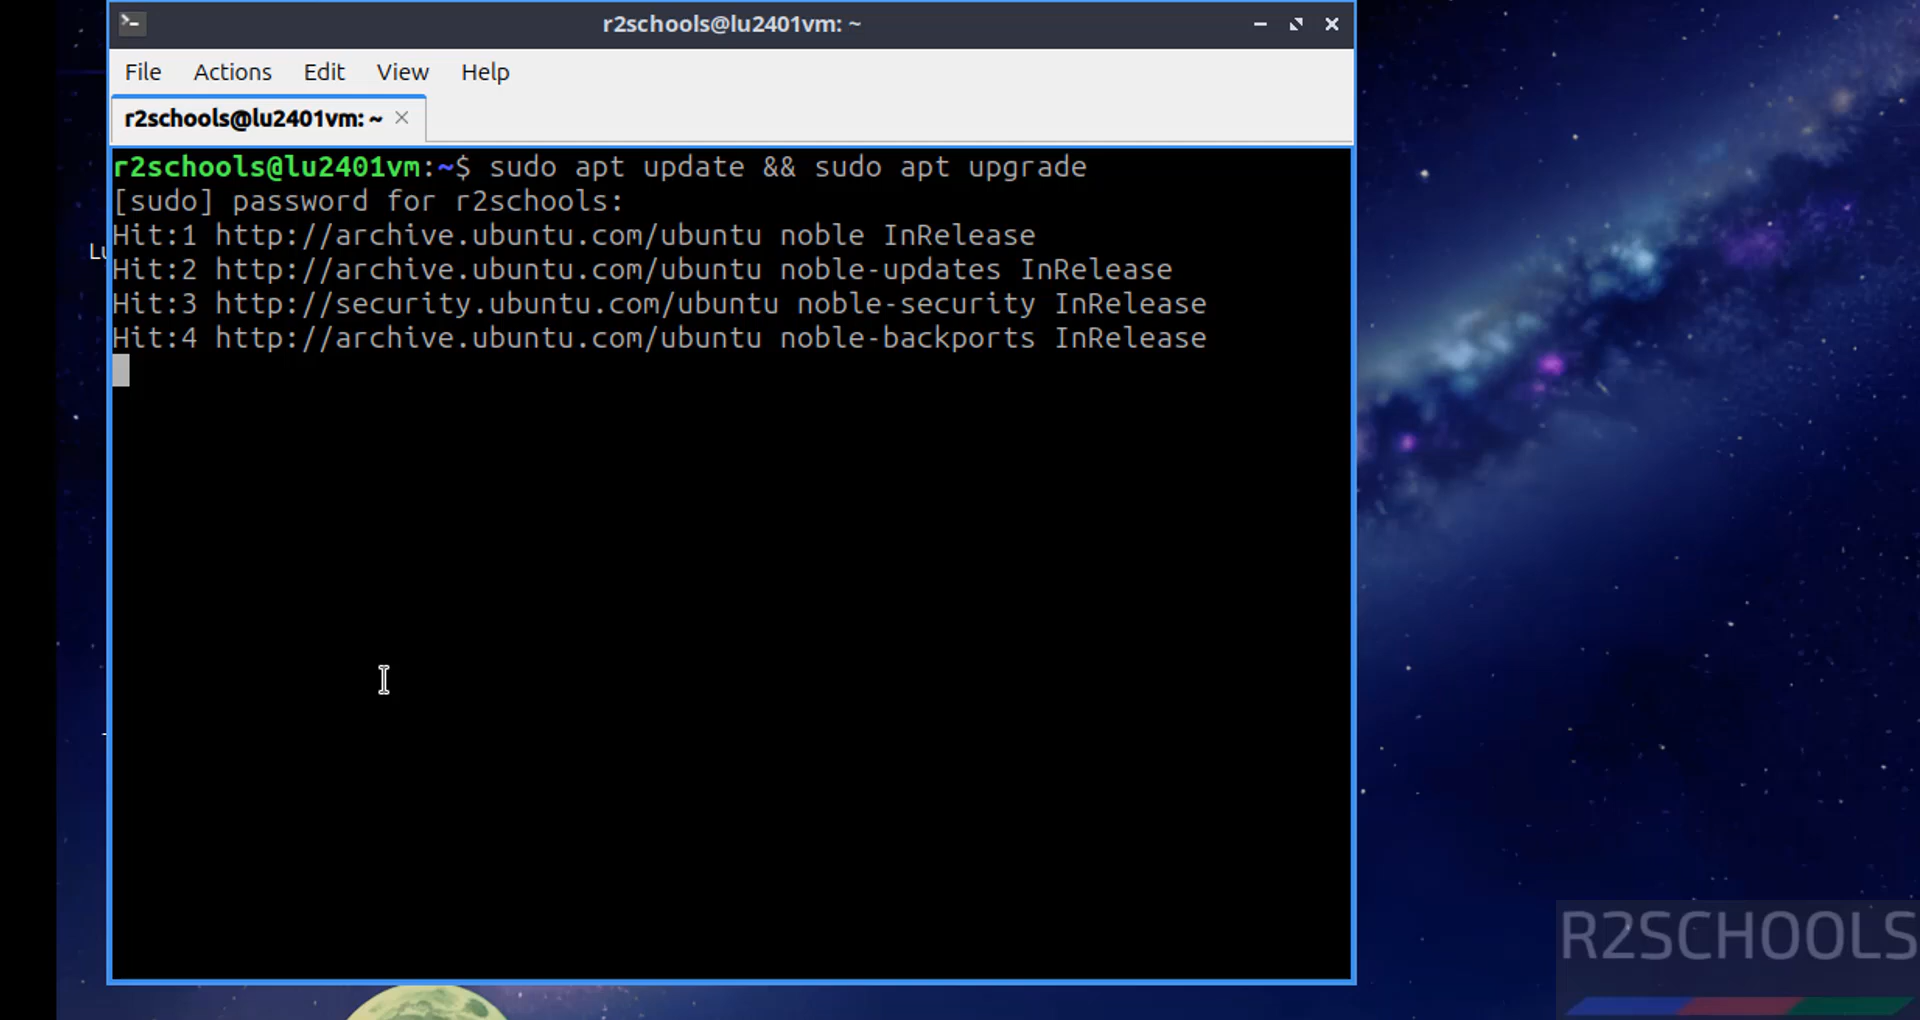 r2schools@lu2401vm: ~
File Actions Edit View Help
r2schools@lu2401vm: ~
r2schools@lu2401vm:~$ sudo apt update && sudo apt upgrade
[sudo] password for r2schools:
Hit:1 http://archive.ubuntu.com/ubuntu noble InRelease
Hit:2 http://archive.ubuntu.com/ubuntu noble-updates InRelease
Hit:3 http://security.ubuntu.com/ubuntu noble-security InRelease
Hit:4 http://archive.ubuntu.com/ubuntu noble-backports InRelease
Lu
R2SCHOOLS